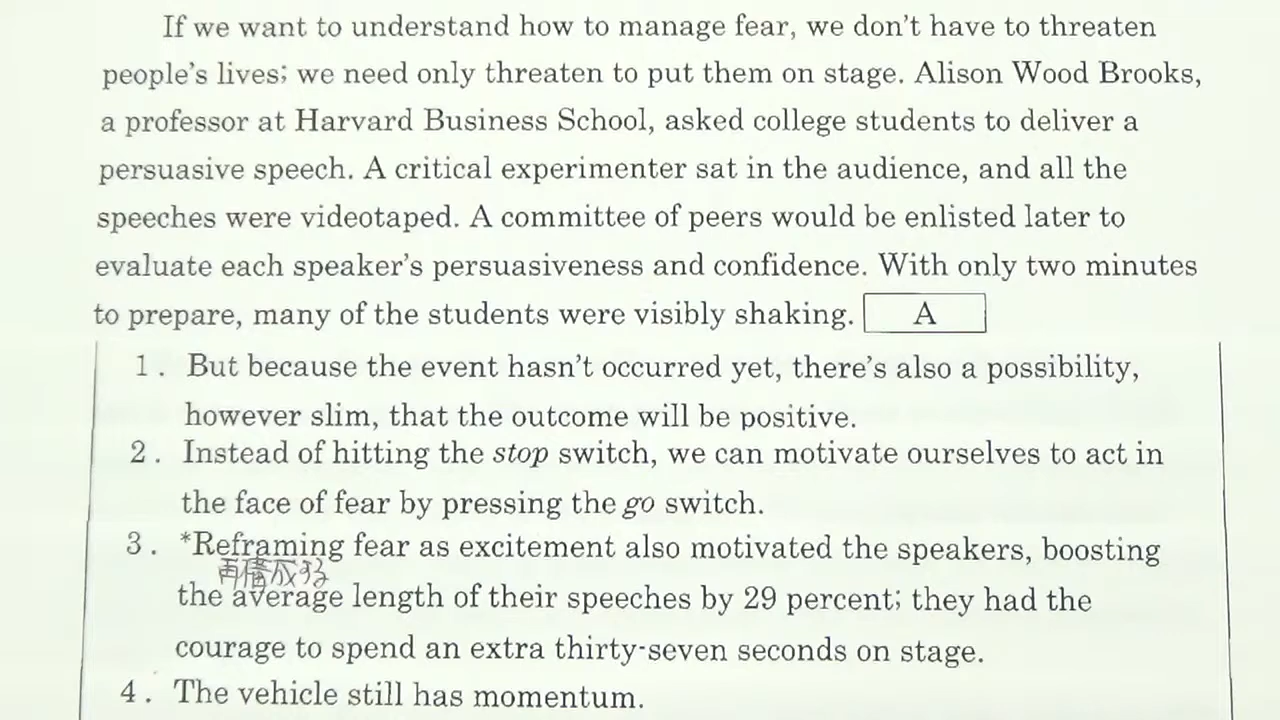 If we want to understand how to manage fear, we don't have to threaten
people's lives; we need only threaten to put them on stage. Alison Wood Brooks,
a professor at Harvard Business School, asked college students to deliver a
persuasive speech. A critical experimenter sat in the audience, and all the
speeches were videotaped. A committee of peers would be enlisted later to
evaluate each speaker's persuasiveness and confidence. With only two minutes
to prepare, many of the students were visibly shaking. A
1. But because the event hasn't occurred yet, there's also a possibility,
however slim, that the outcome will be positive.
2. Instead of hitting the stop switch, we can motivate ourselves to act in
the face of fear by pressing the go switch.
3. *Reframing fear as excitement also motivated the speakers, boosting
再構成する
the average length of their speeches by 29 percent; they had the
courage to spend an extra thirty-seven seconds on stage.
4. The vehicle still has momentum.